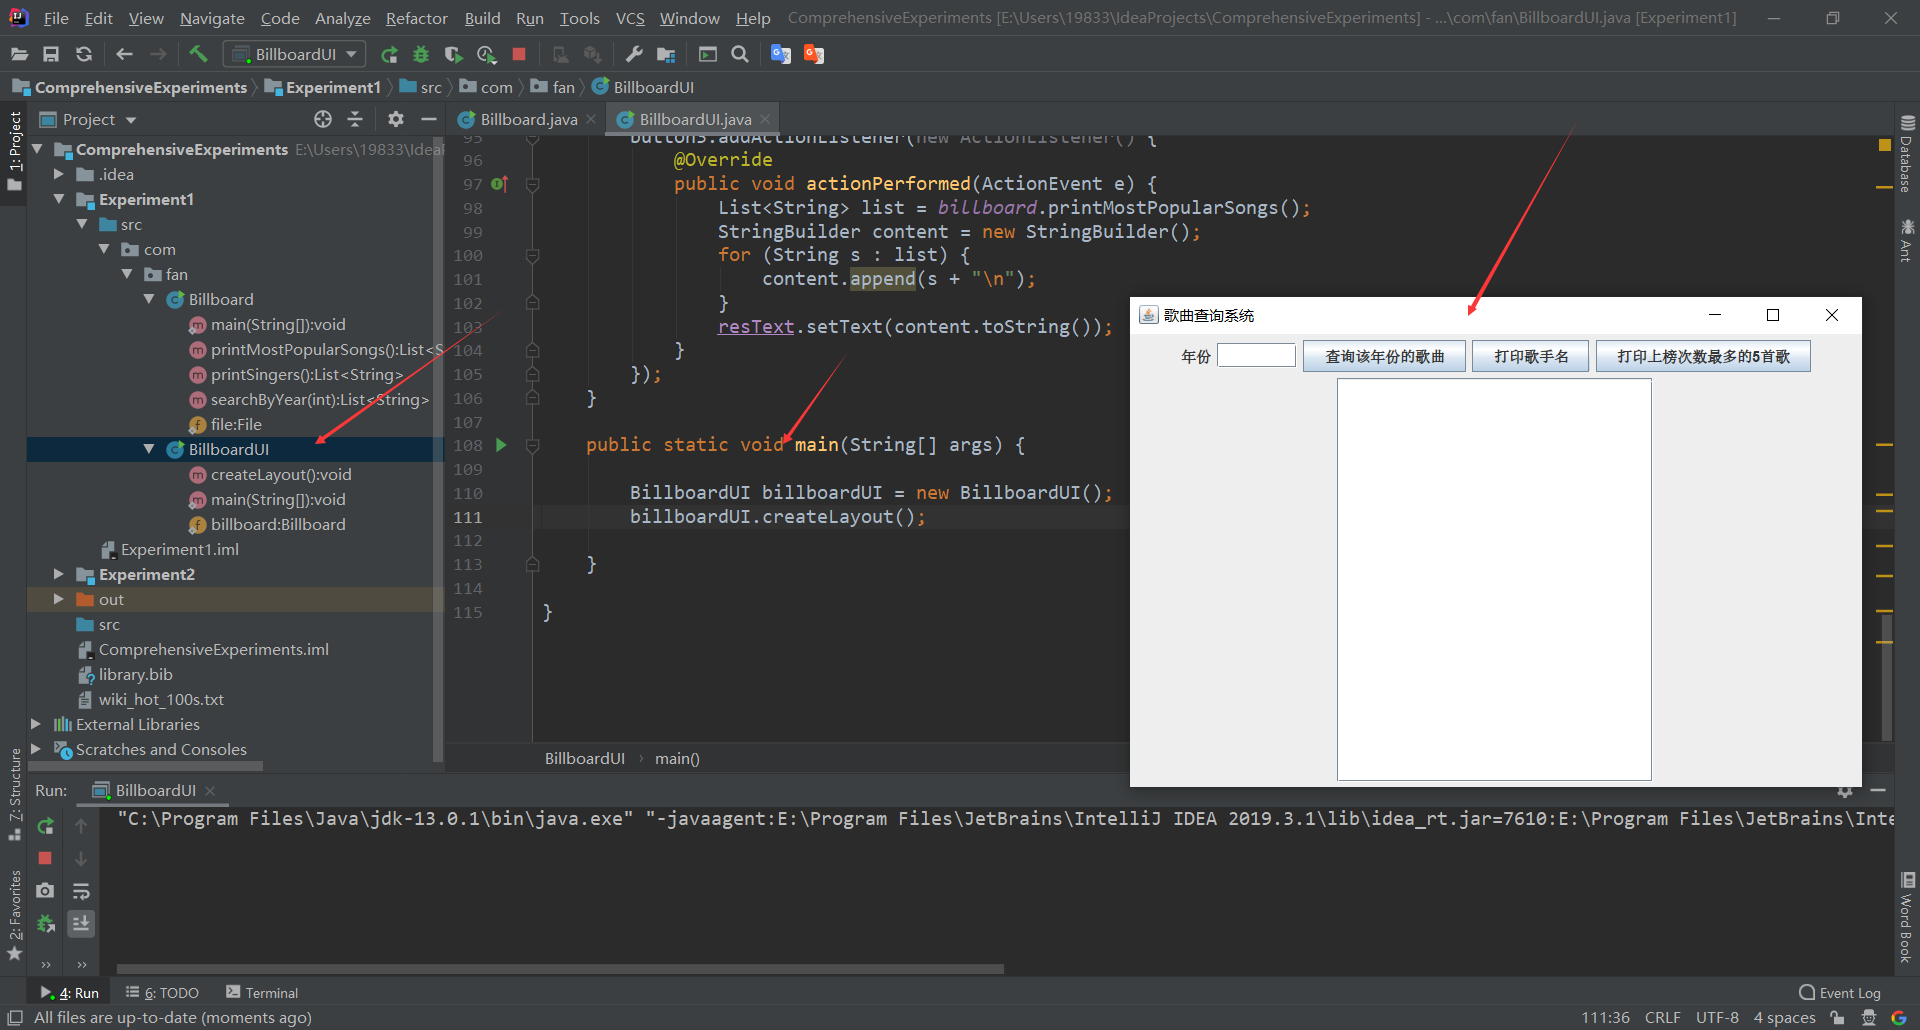 File Edit View Navigate Code Analyze Refactor Build Run Tools VCS Window Help ComprehensiveExperiments [E:\Users\19833\IdeaProjects\ComprehensiveExperiments] - ...\com\fan\BillboardUI.java [Experiment1]
BillboardUI
ComprehensiveExperiments Experiment1 src com fan BillboardUI
Project
Billboard.java
BillboardUI.java
1: Project
ComprehensiveExperiments E:\Users\19833\Idea
.idea
Experiment1
src
com
fan
Billboard
main(String[]):void
printMostPopularSongs():List<S
printSingers():List<String>
searchByYear(int):List<String>
file:File
BillboardUI
createLayout():void
main(String[]):void
billboard:Billboard
Experiment1.iml
Experiment2
out
src
ComprehensiveExperiments.iml
library.bib
wiki_hot_100s.txt
External Libraries
Scratches and Consoles
7: Structure
2: Favorites
95 button3.addActionListener(new ActionListener() {
96 @Override
97 public void actionPerformed(ActionEvent e) {
98 List<String> list = billboard.printMostPopularSongs();
99 StringBuilder content = new StringBuilder();
100 for (String s : list) {
101 content.append(s + "\n");
102 }
103 resText.setText(content.toString());
104 }
105 });
106 }
107
108 public static void main(String[] args) {
109
110 BillboardUI billboardUI = new BillboardUI();
111 billboardUI.createLayout();
112
113 }
114
115 }
BillboardUI › main()
歌曲查询系统
年份 查询该年份的歌曲 打印歌手名 打印上榜次数最多的5首歌
Database
Ant
Word Book
Run: BillboardUI
"C:\Program Files\Java\jdk-13.0.1\bin\java.exe" "-javaagent:E:\Program Files\JetBrains\IntelliJ IDEA 2019.3.1\lib\idea_rt.jar=7610:E:\Program Files\JetBrains\Inte
4: Run 6: TODO Terminal Event Log
All files are up-to-date (moments ago) 111:36 CRLF UTF-8 4 spaces